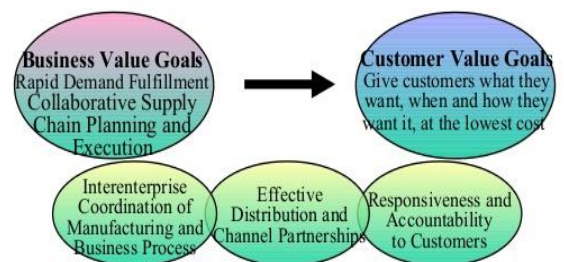 Business Value Goals
Rapid Demand Fulfillment
Collaborative Supply
Chain Planning and
Execution
Customer Value Goals
Give customers what they
want, when and how they
want it, at the lowest cost
Interenterprise
Coordination of
Manufacturing and
Business Process
Effective
Distribution and
Channel Partnerships
Responsiveness and
Accountability
to Customers